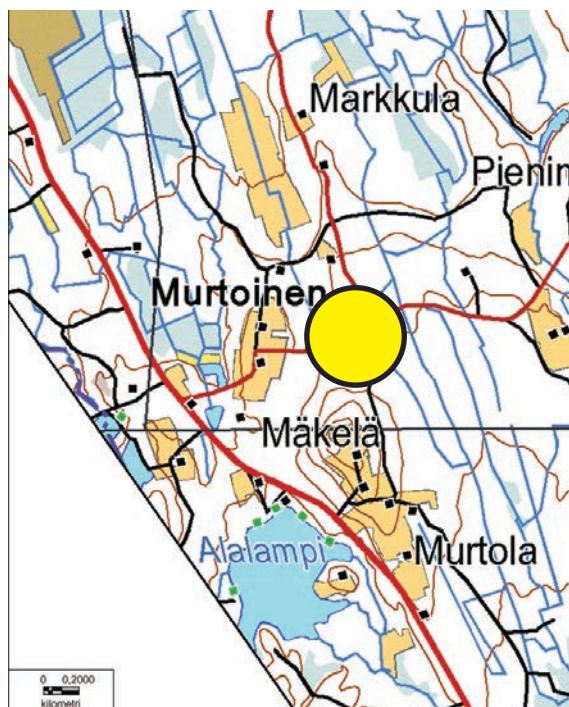 Markkula
Pienim
Murtoinen
Mäkelä
Alalampi
Murtola
0 0,2000
kilometri